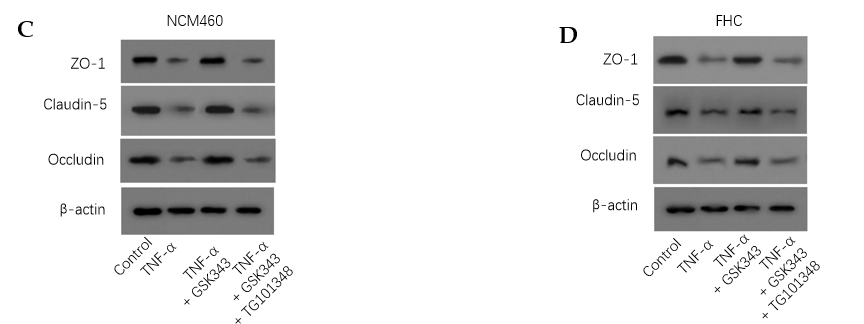 C
NCM460
ZO-1
Claudin-5
Occludin
β-actin
Control
TNF-α
TNF-α
+ GSK343
TNF-α
+ GSK343
+ TG101348
D
FHC
ZO-1
Claudin-5
Occludin
β-actin
Control
TNF-α
TNF-α
+ GSK343
TNF-α
+ GSK343
+ TG101348